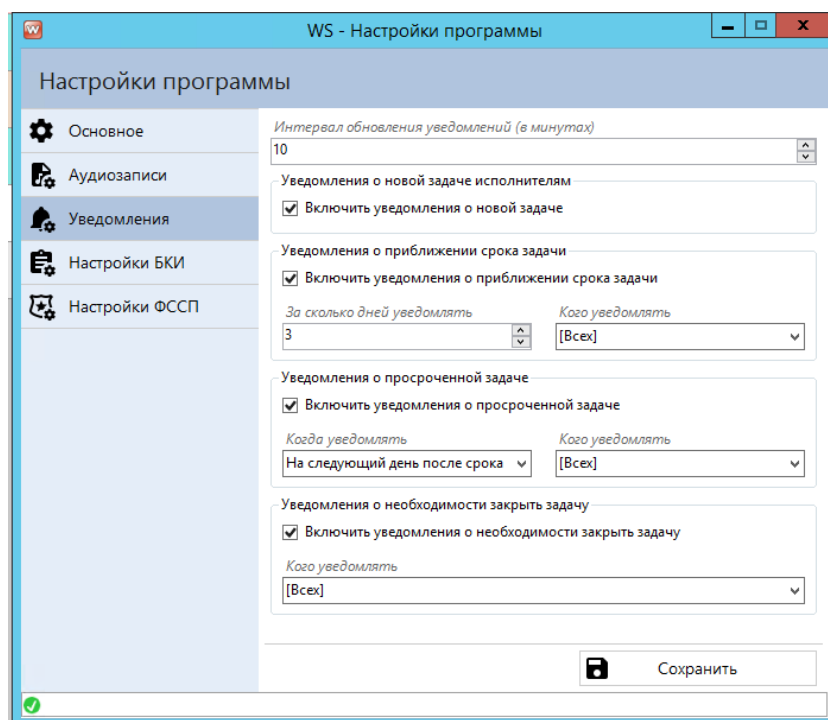 WS - Настройки программы
Настройки программы
Основное
Аудиозаписи
Уведомления
Настройки БКИ
Настройки ФССП
Интервал обновления уведомлений (в минутах)
10
Уведомления о новой задаче исполнителям
Включить уведомления о новой задаче
Уведомления о приближении срока задачи
Включить уведомления о приближении срока задачи
За сколько дней уведомлять Кого уведомлять
3 [Всех]
Уведомления о просроченной задаче
Включить уведомления о просроченной задаче
Когда уведомлять Кого уведомлять
На следующий день после срока [Всех]
Уведомления о необходимости закрыть задачу
Включить уведомления о необходимости закрыть задачу
Кого уведомлять
[Всех]
Сохранить